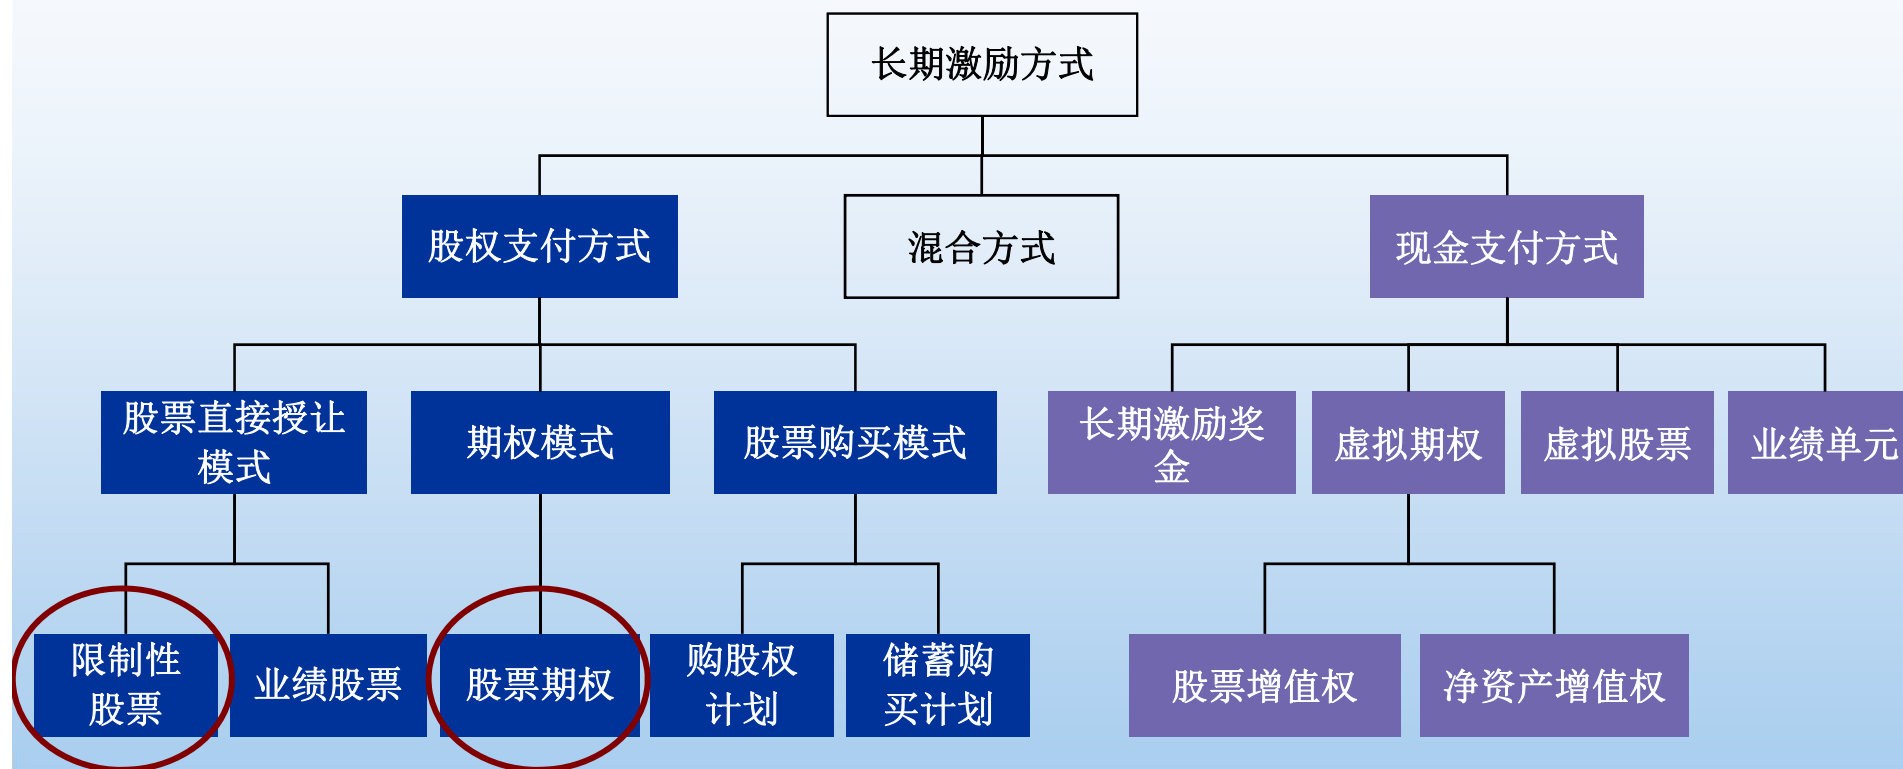 长期激励方式
股权支付方式
混合方式
现金支付方式
股票直接授让
模式
期权模式
股票购买模式
长期激励奖
金
虚拟期权
虚拟股票
业绩单元
限制性
股票
业绩股票
股票期权
购股权
计划
储蓄购
买计划
股票增值权
净资产增值权